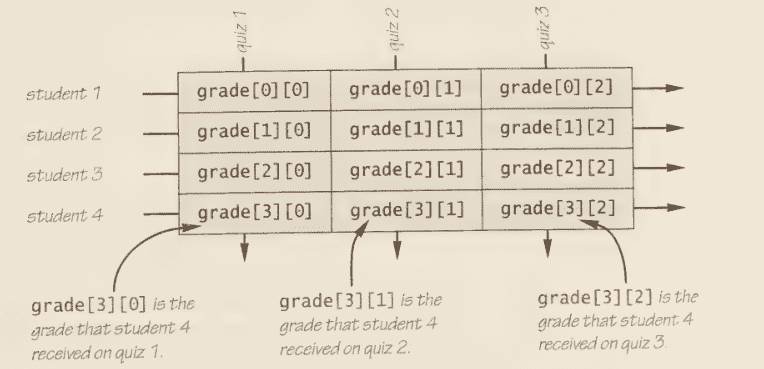 quiz 1
quiz 2
quiz 3
student 1 grade[0][0] grade[0][1] grade[0][2]
student 2 grade[1][0] grade[1][1] grade[1][2]
student 3 grade[2][0] grade[2][1] grade[2][2]
student 4 grade[3][0] grade[3][1] grade[3][2]
grade[3][0] is the
grade that student 4
received on quiz 1.
grade[3][1] is the
grade that student 4
received on quiz 2.
grade[3][2] is the
grade that student 4
received on quiz 3.